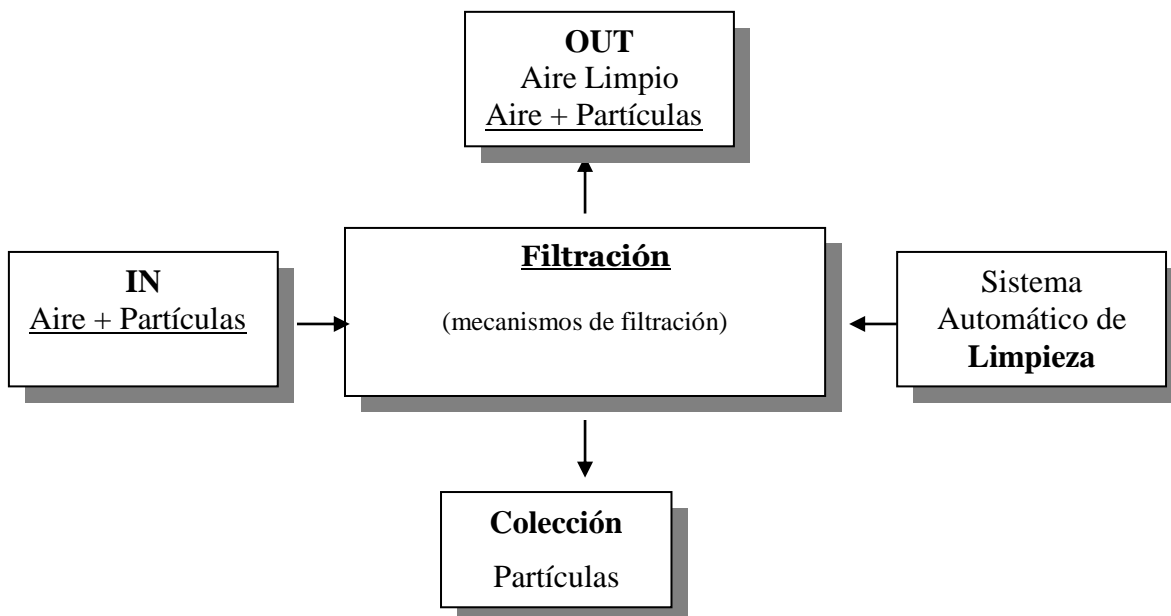 OUT
Aire Limpio
Aire + Partículas
IN
Aire + Partículas
Filtración
(mecanismos de filtración)
Sistema
Automático de
Limpieza
Colección
Partículas